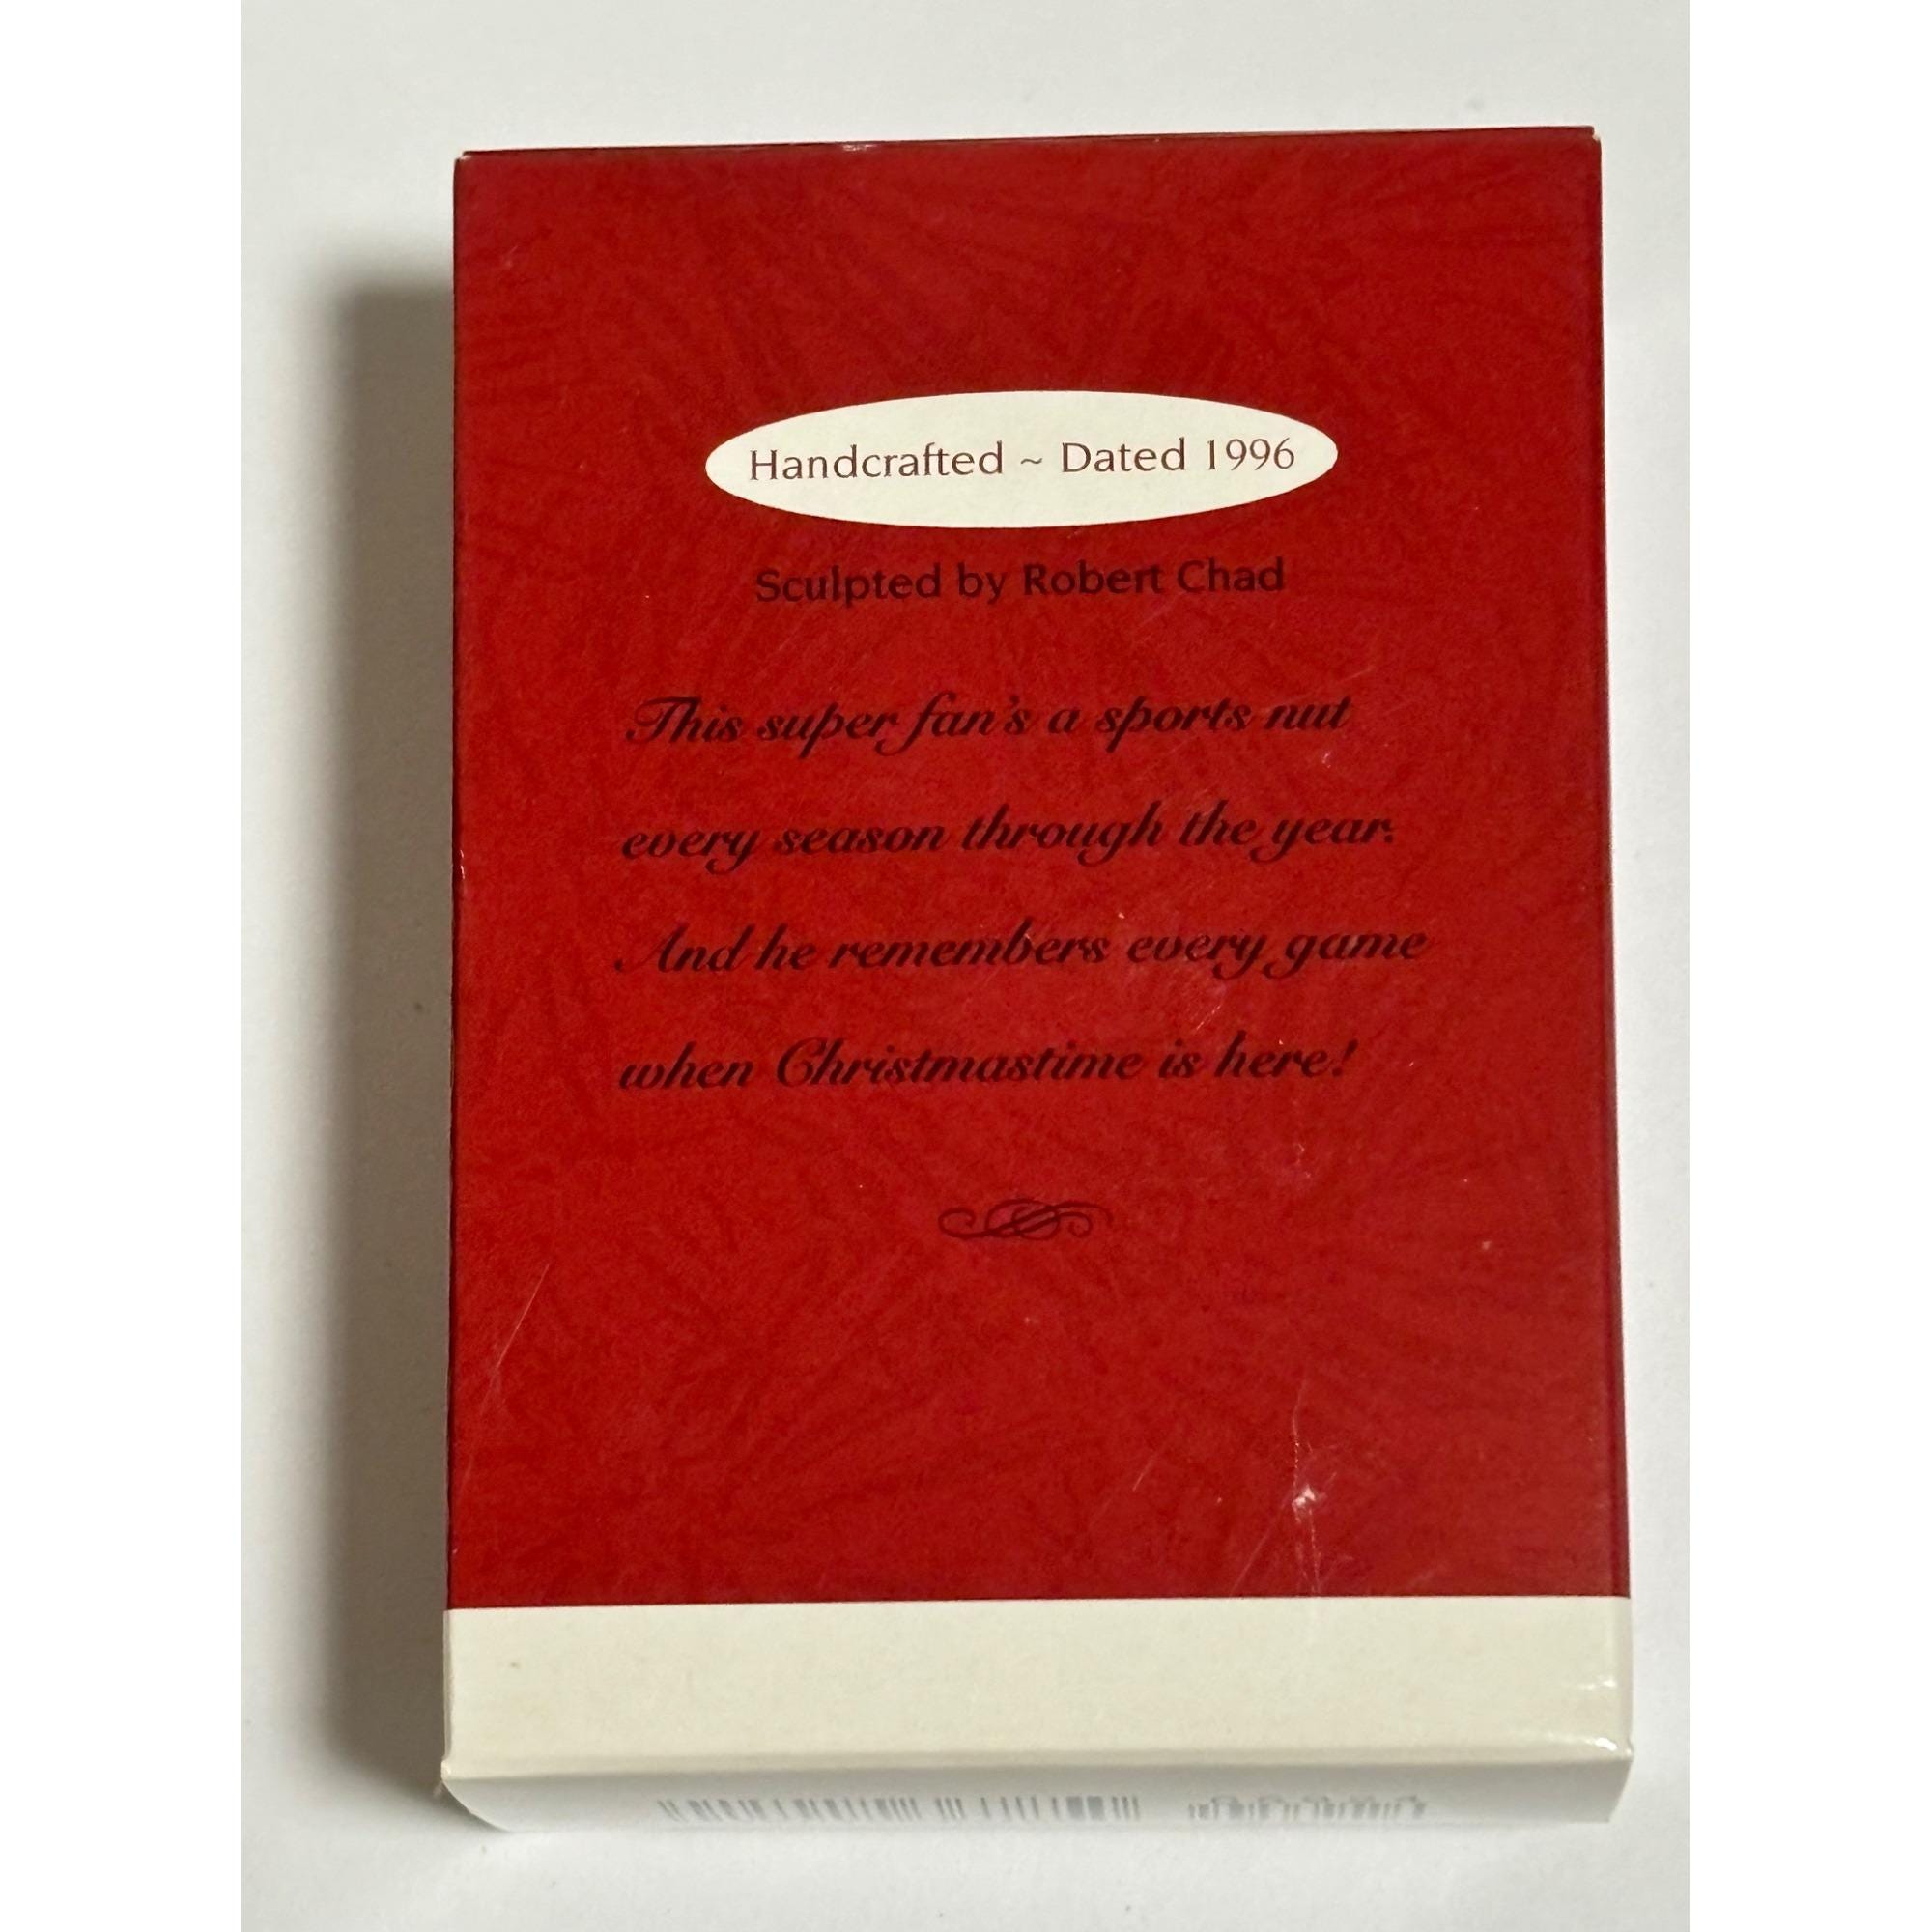 Handcrafted ~ Dated 1996
Sculpted by Robert Chad
This super fan's a sports nut
every season through the year.
And he remembers every game
when Christmastime is here!